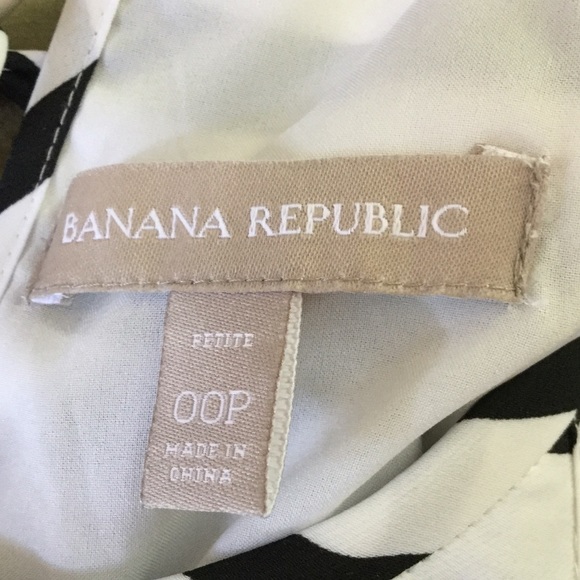 BANANA REPUBLIC
PETITE
00P
MADE IN
CHINA